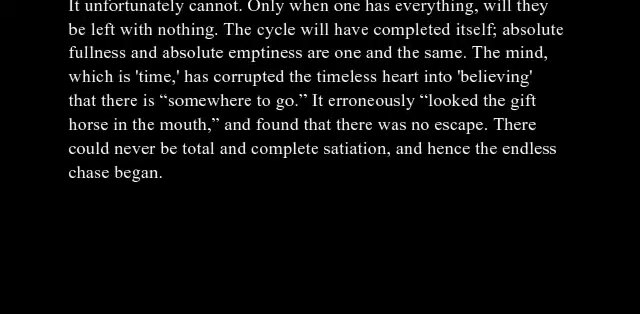 It unfortunately cannot. Only when one has everything, will they
be left with nothing. The cycle will have completed itself; absolute
fullness and absolute emptiness are one and the same. The mind,
which is 'time,' has corrupted the timeless heart into 'believing'
that there is “somewhere to go.” It erroneously “looked the gift
horse in the mouth,” and found that there was no escape. There
could never be total and complete satiation, and hence the endless
chase began.